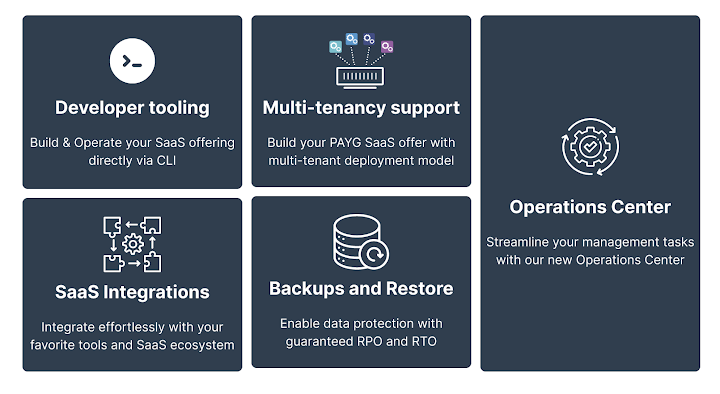 Developer tooling
Build & Operate your SaaS offering
directly via CLI
Multi-tenancy support
Build your PAYG SaaS offer with
multi-tenant deployment model
SaaS Integrations
Integrate effortlessly with your
favorite tools and SaaS ecosystem
Backups and Restore
Enable data protection with
guaranteed RPO and RTO
Operations Center
Streamline your management tasks
with our new Operations Center